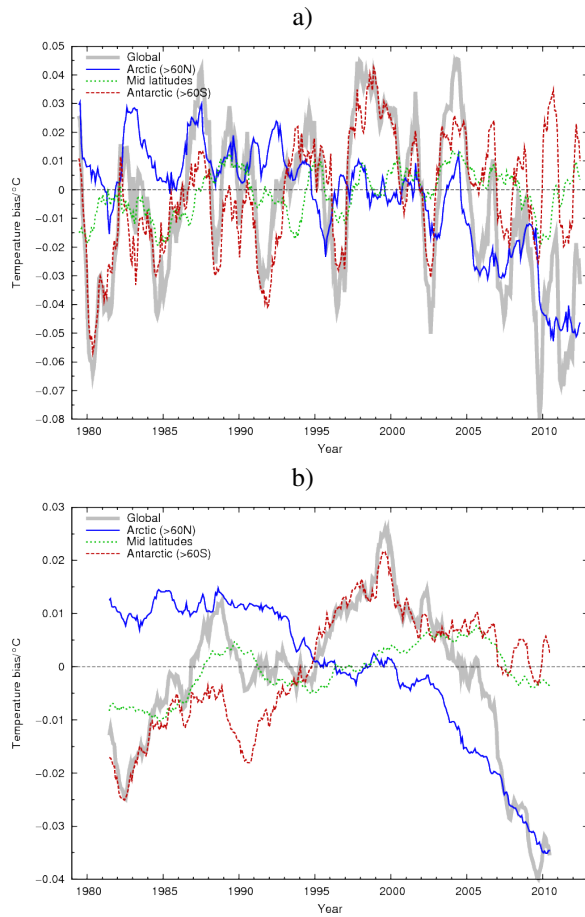 a)
0.05
0.04
0.03
0.02
0.01
0
−0.01
−0.02
−0.03
−0.04
−0.05
−0.06
−0.07
−0.08
Temperature bias/°C
Global
Arctic (>60N)
Mid latitudes
Antarctic (>60S)
1980 1985 1990 1995 2000 2005 2010
Year
b)
0.03
0.02
0.01
0
−0.01
−0.02
−0.03
−0.04
Temperature bias/°C
Global
Arctic (>60N)
Mid latitudes
Antarctic (>60S)
1980 1985 1990 1995 2000 2005 2010
Year